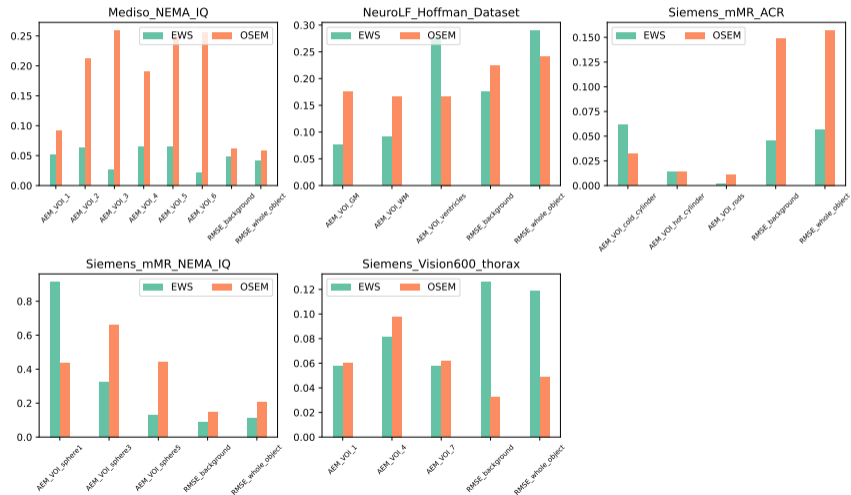 Mediso_NEMA_IQ
EWS OSEM
0.25
0.20
0.15
0.10
0.05
0.00
AEM_VOI_1
AEM_VOI_2
AEM_VOI_3
AEM_VOI_4
AEM_VOI_5
AEM_VOI_6
RMSE_background
RMSE_whole_object
NeuroLF_Hoffman_Dataset
EWS OSEM
0.30
0.25
0.20
0.15
0.10
0.05
0.00
AEM_VOI_GM
AEM_VOI_WM
AEM_VOI_ventricles
RMSE_background
RMSE_whole_object
Siemens_mMR_ACR
EWS OSEM
0.150
0.125
0.100
0.075
0.050
0.025
0.000
AEM_VOI_cold_cylinder
AEM_VOI_hot_cylinder
AEM_VOI_rods
RMSE_background
RMSE_whole_object
Siemens_mMR_NEMA_IQ
EWS OSEM
0.8
0.6
0.4
0.2
0.0
AEM_VOI_sphere1
AEM_VOI_sphere3
AEM_VOI_sphere5
RMSE_background
RMSE_whole_object
Siemens_Vision600_thorax
EWS OSEM
0.12
0.10
0.08
0.06
0.04
0.02
0.00
AEM_VOI_1
AEM_VOI_4
AEM_VOI_7
RMSE_background
RMSE_whole_object